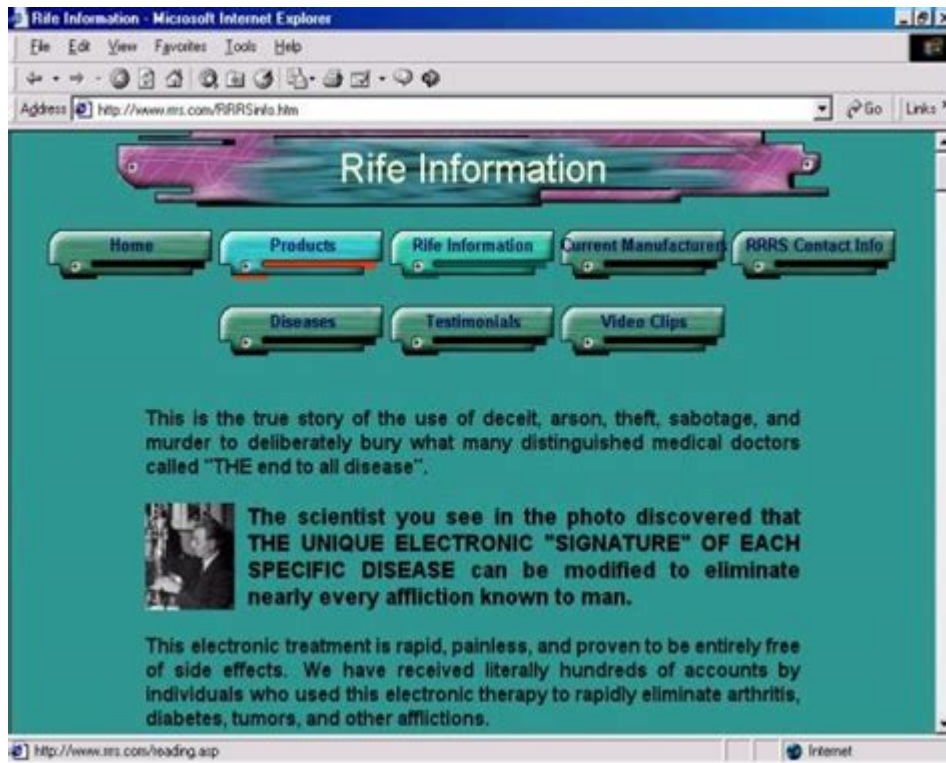 Rife Information - Microsoft Internet Explorer
File Edit View Favorites Tools Help
Address http://www.rrrs.com/RRRSinfo.htm Go Links
Rife Information
Home Products Rife Information Current Manufacturers RRRS Contact Info
Diseases Testimonials Video Clips
This is the true story of the use of deceit, arson, theft, sabotage, and
murder to deliberately bury what many distinguished medical doctors
called "THE end to all disease".
The scientist you see in the photo discovered that
THE UNIQUE ELECTRONIC "SIGNATURE" OF EACH
SPECIFIC DISEASE can be modified to eliminate
nearly every affliction known to man.
This electronic treatment is rapid, painless, and proven to be entirely free
of side effects. We have received literally hundreds of accounts by
individuals who used this electronic therapy to rapidly eliminate arthritis,
diabetes, tumors, and other afflictions.
http://www.rrrs.com/reading.asp Internet